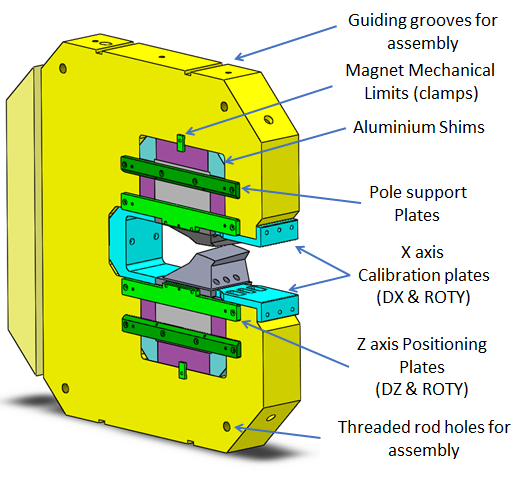 Guiding grooves for
assembly
Magnet Mechanical
Limits (clamps)
Aluminium Shims
Pole support
Plates
X axis
Calibration plates
(DX & ROTY)
Z axis Positioning
Plates
(DZ & ROTY)
Threaded rod holes for
assembly